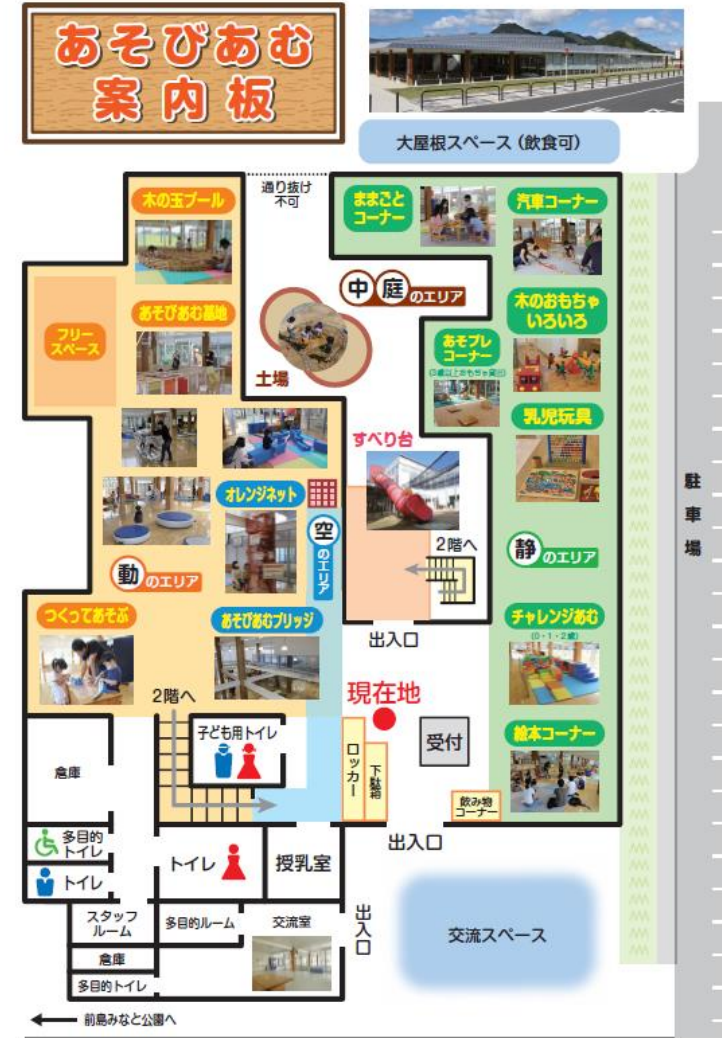 あそびあむ
案内板
大屋根スペース（飲食可）
通り抜け
不可
木の玉プール
ままごと
コーナー
汽車コーナー
中庭のエリア
木のおもちゃ
いろいろ
あそびあむ基地
フリー
スペース
あそプレ
コーナー
土場
乳児玩具
すべり台
オレンジネット
空のエリア
2階へ
静のエリア
動のエリア
駐車場
つくってあそぶ
あそびあむブリッジ
チャレンジあむ
(0・1・2歳)
出入口
2階へ
現在地
子ども用トイレ
受付
絵本コーナー
倉庫
ロッカー
下駄箱
飲み物
コーナー
出入口
多目的
トイレ
トイレ
トイレ
授乳室
スタッフ
ルーム
多目的ルーム
交流室
出入口
交流スペース
倉庫
多目的トイレ
前島みなと公園へ